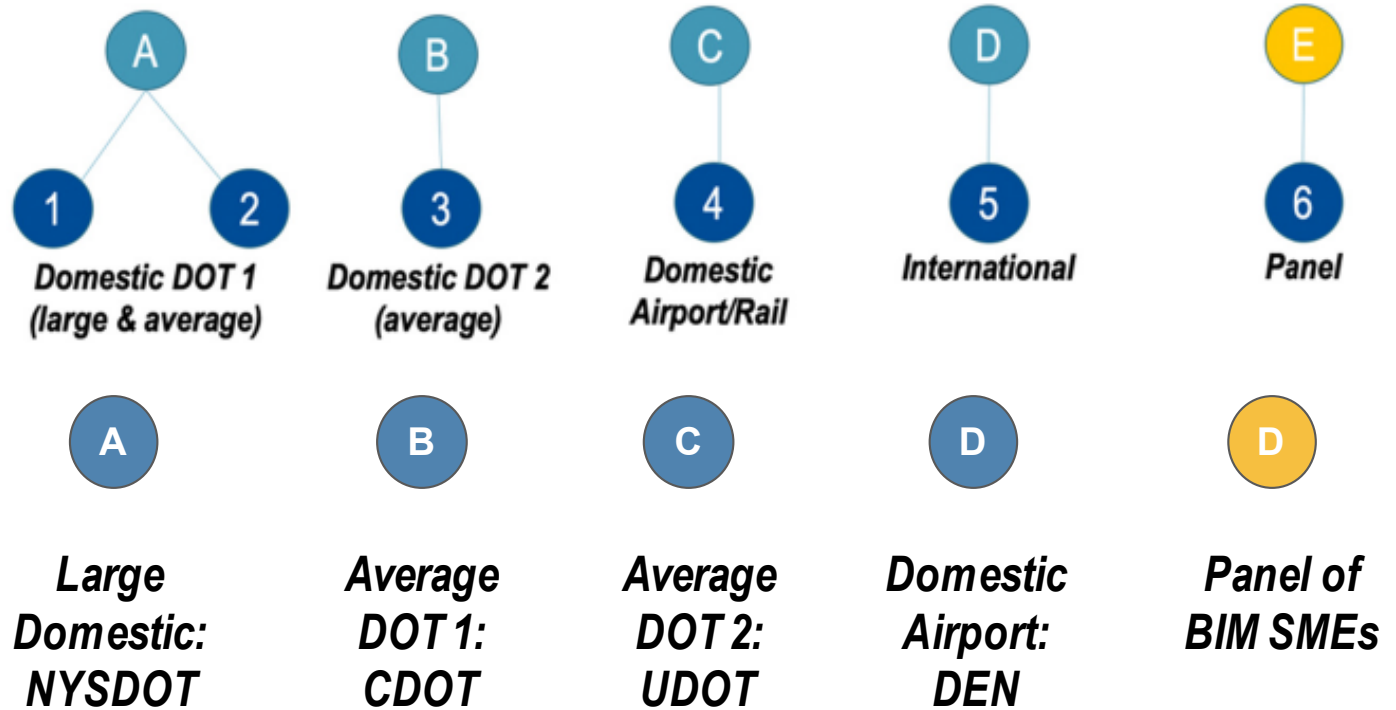 A
B
C
D
E
1
2
3
4
5
6
Domestic DOT 1
(large & average)
Domestic DOT 2
(average)
Domestic
Airport/Rail
International
Panel
A
B
C
D
D
Large
Domestic:
NYSDOT
Average
DOT 1:
CDOT
Average
DOT 2:
UDOT
Domestic
Airport:
DEN
Panel of
BIM SMEs